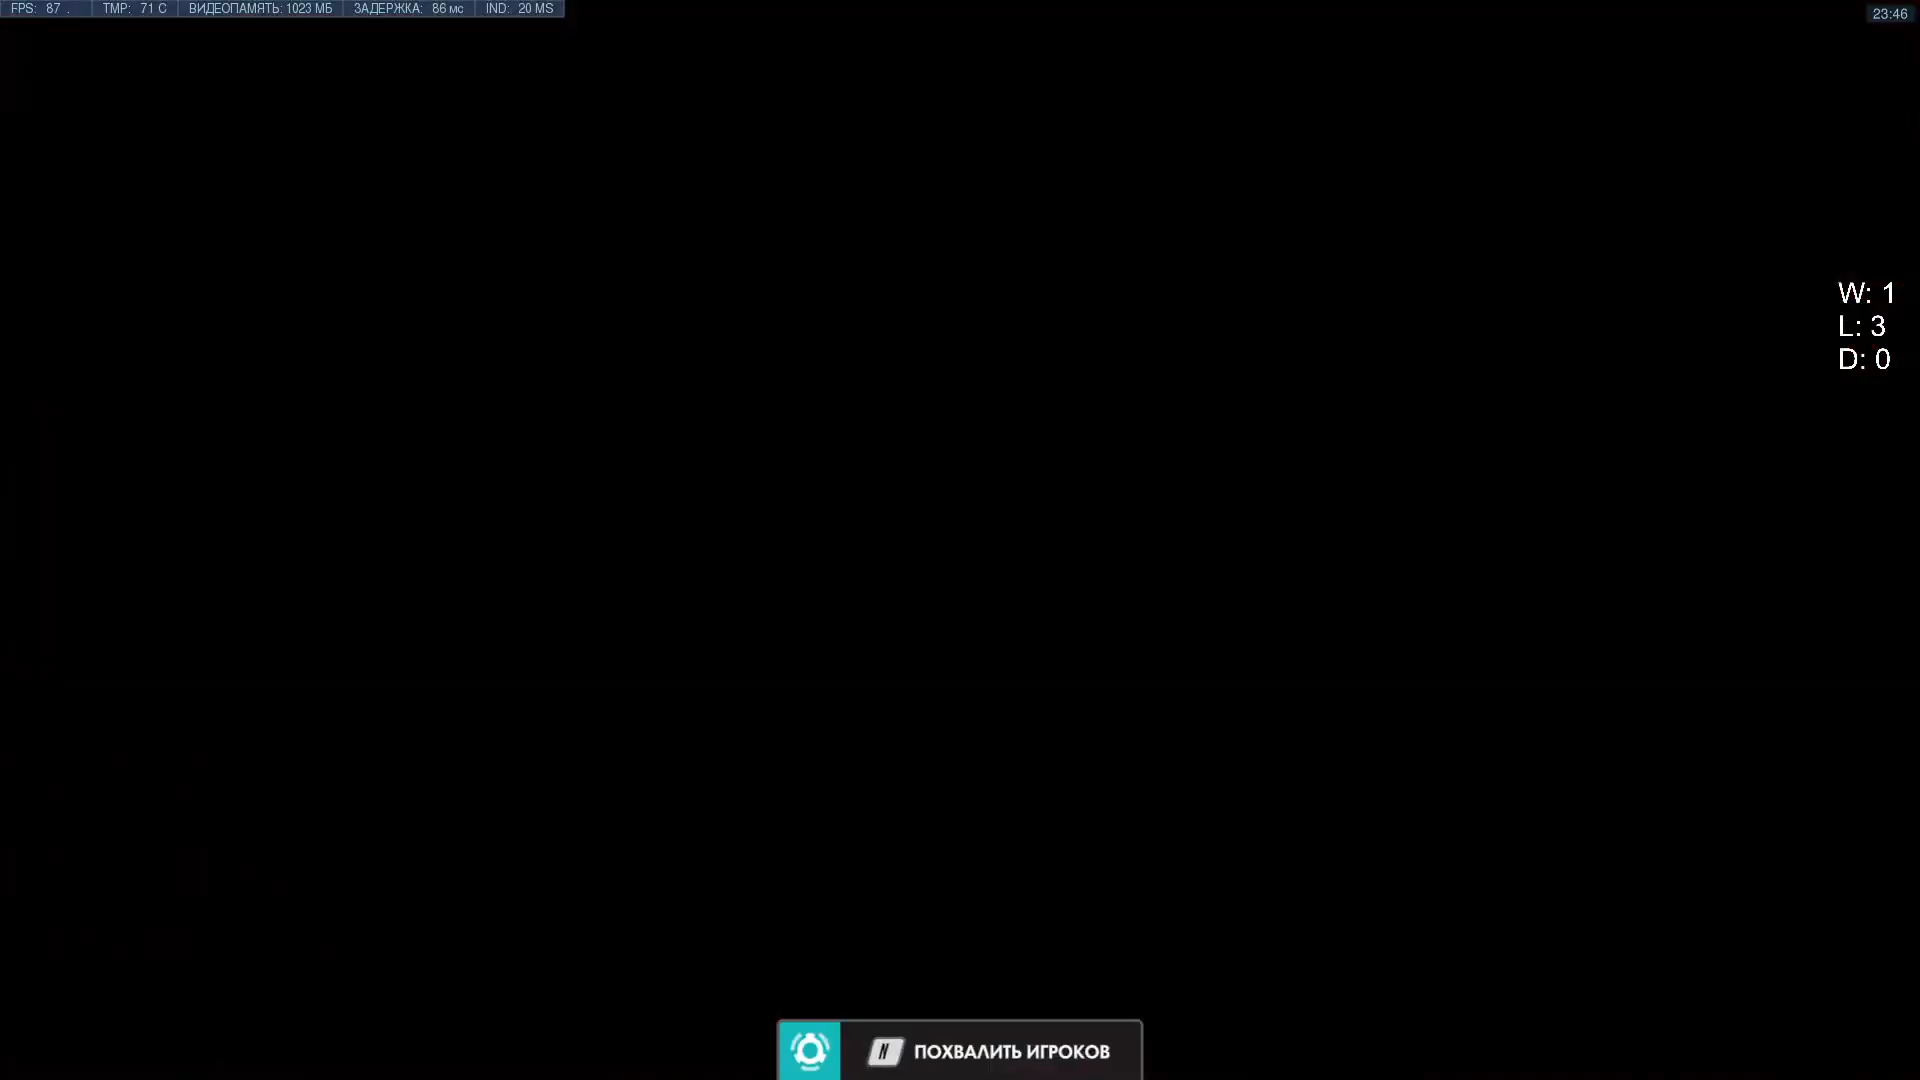 FPS: 87 . TMP: 71 C ВИДЕОПАМЯТЬ: 1023 МБ ЗАДЕРЖКА: 86 мс IND: 20 MS
23:46
W: 1
L: 3
D: 0
N ПОХВАЛИТЬ ИГРОКОВ